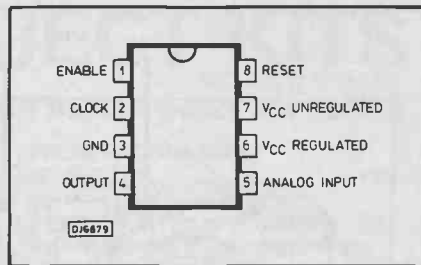 ENABLE 1 8 RESET
CLOCK 2 7 VCC UNREGULATED
GND 3 6 VCC REGULATED
OUTPUT 4 5 ANALOG INPUT
DJ6679